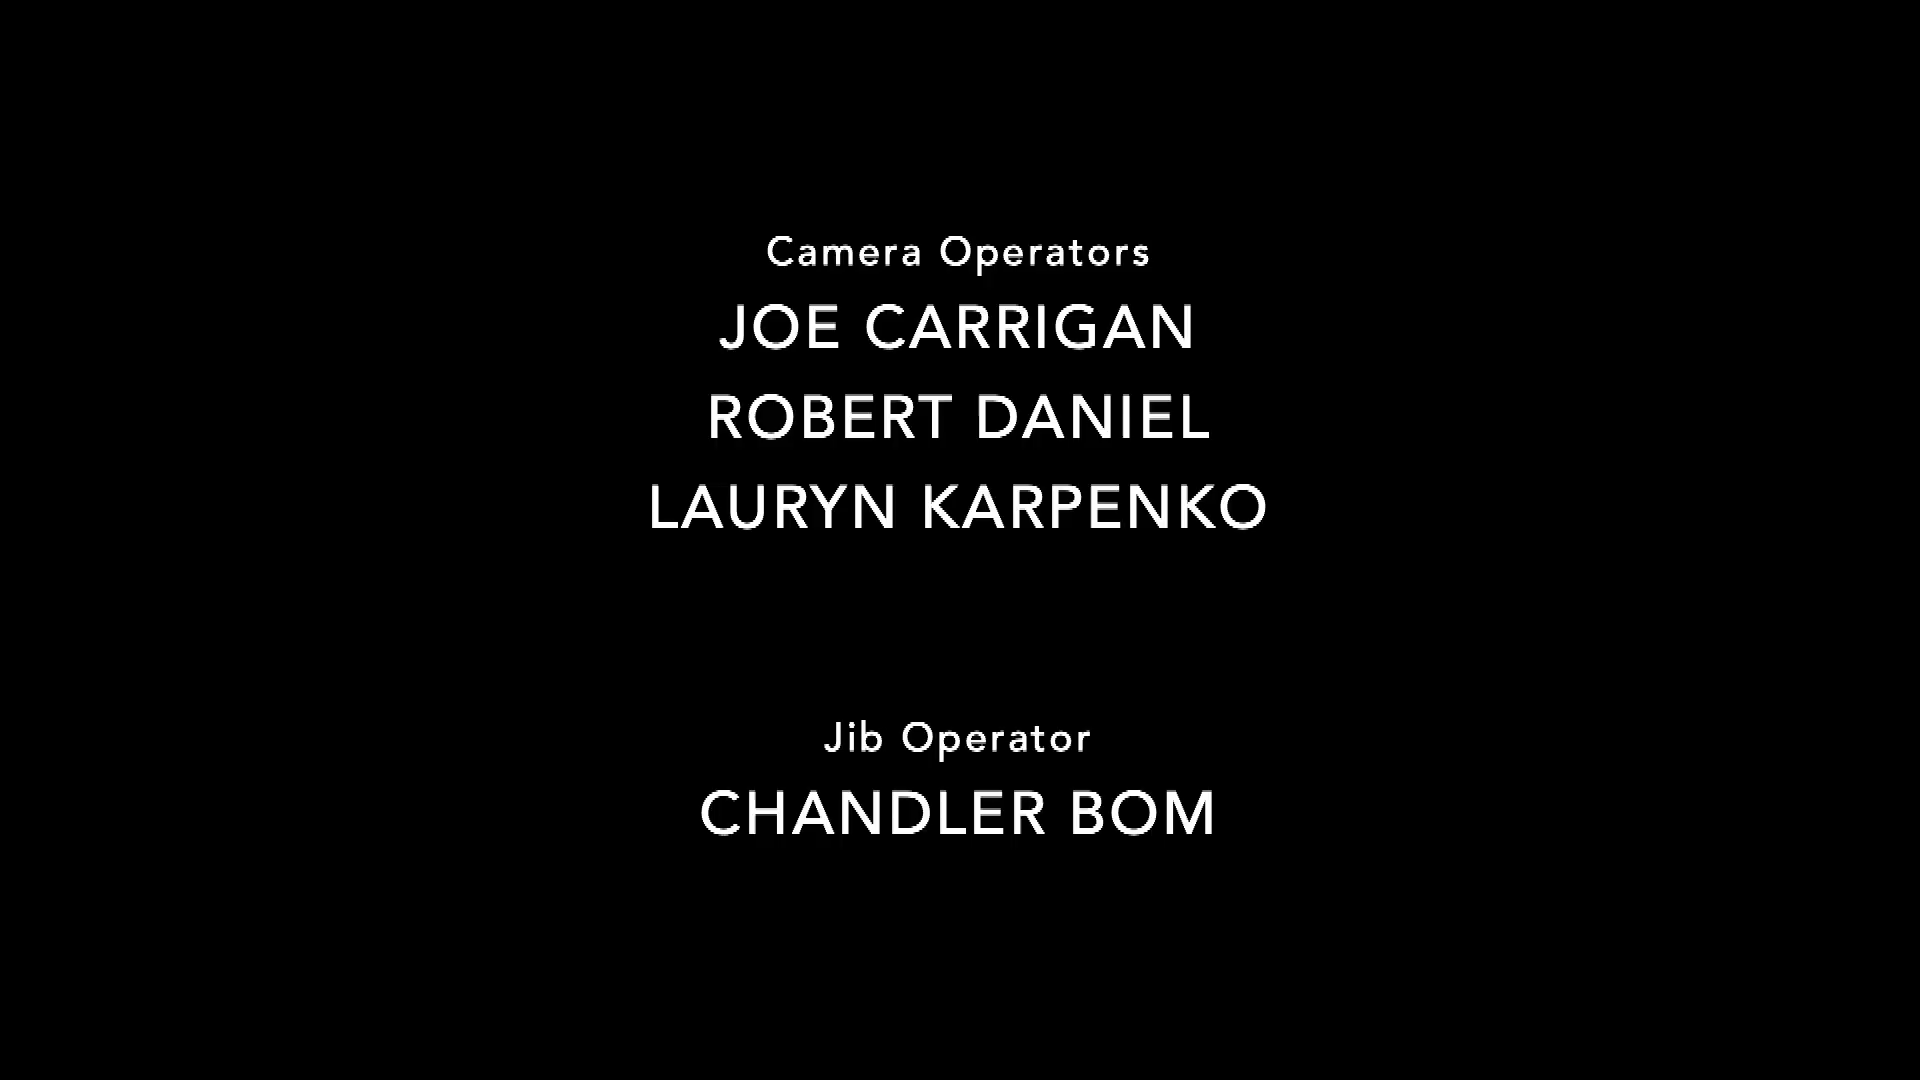 Camera Operators
JOE CARRIGAN
ROBERT DANIEL
LAURYN KARPENKO
Jib Operator
CHANDLER BOM